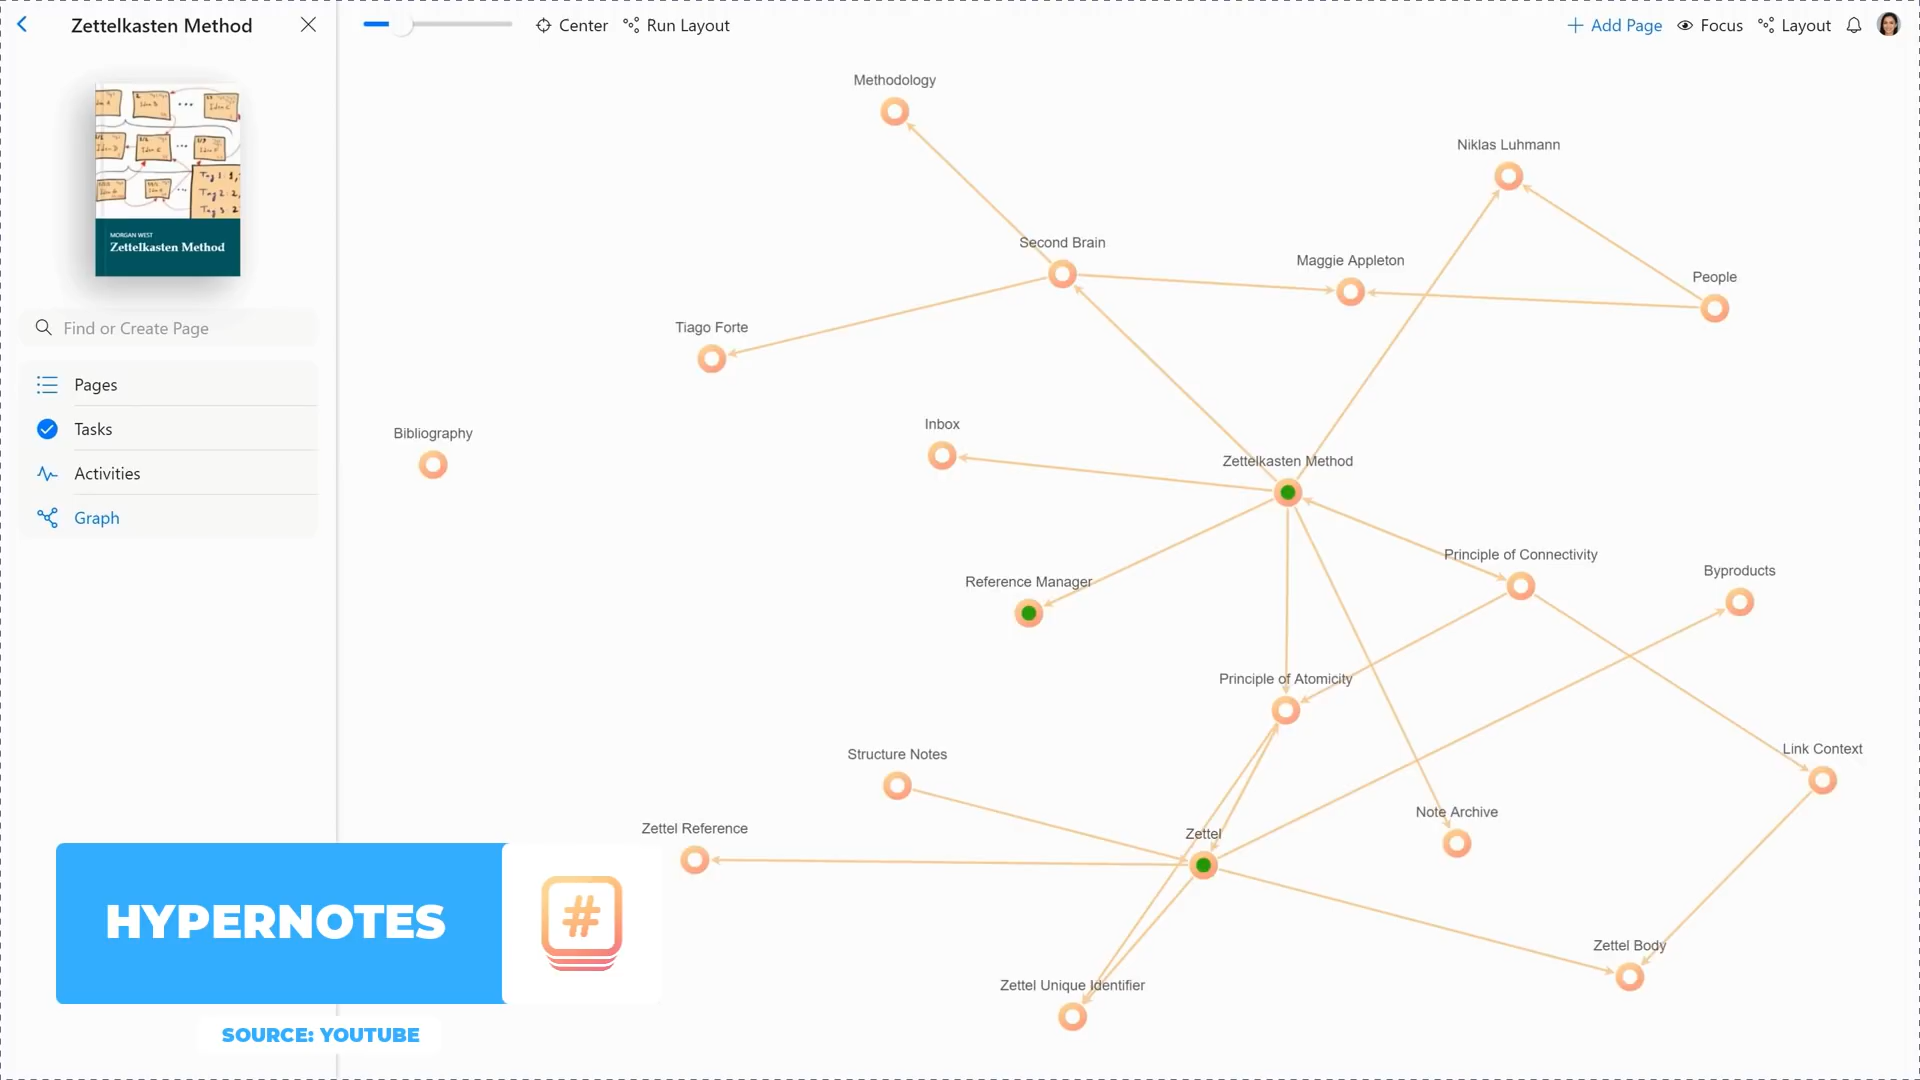 Zettelkasten Method
Center
Run Layout
Add Page
Focus
Layout
MORGAN WEST
Zettelkasten Method
Find or Create Page
Pages
Tasks
Activities
Graph
Methodology
Niklas Luhmann
Second Brain
Maggie Appleton
People
Tiago Forte
Inbox
Bibliography
Zettelkasten Method
Principle of Connectivity
Byproducts
Reference Manager
Principle of Atomicity
Link Context
Structure Notes
Note Archive
Zettel Reference
Zettel
Zettel Body
Zettel Unique Identifier
HYPERNOTES
#
SOURCE: YOUTUBE